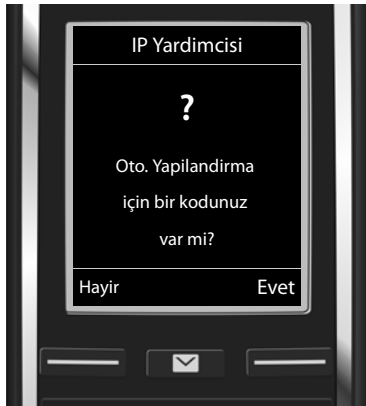 IP Yardimcisi
?
Oto. Yapilandirma
için bir kodunuz
var mi?
Hayir Evet